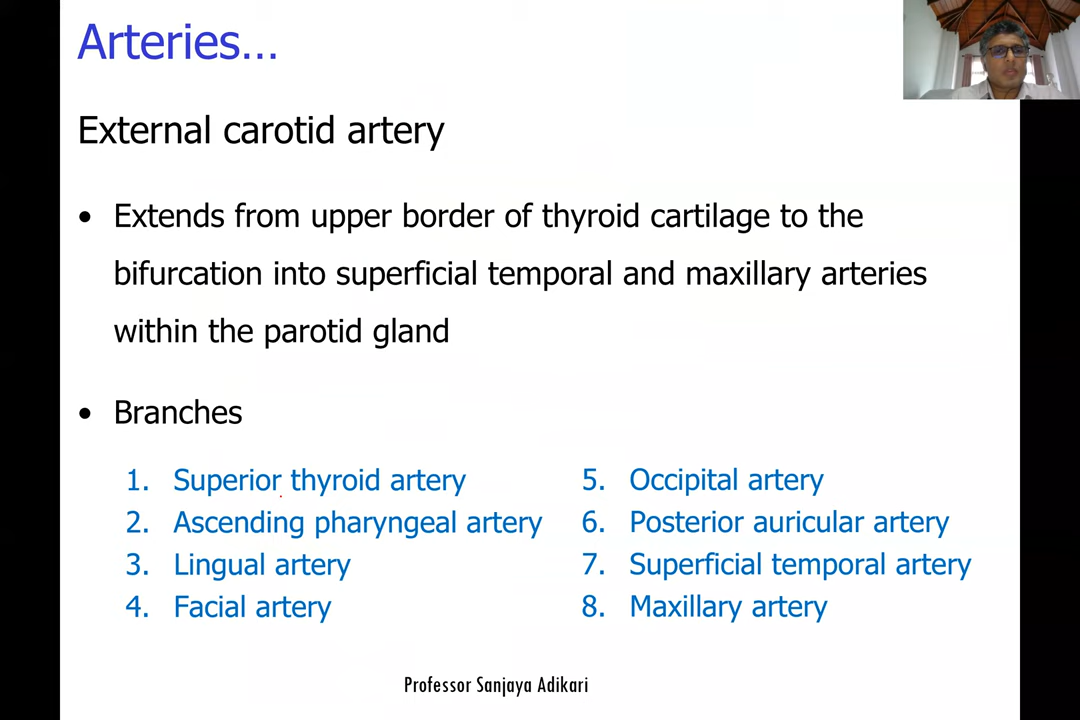 Arteries...
External carotid artery
• Extends from upper border of thyroid cartilage to the
bifurcation into superficial temporal and maxillary arteries
within the parotid gland
• Branches
1. Superior thyroid artery
2. Ascending pharyngeal artery
3. Lingual artery
4. Facial artery
5. Occipital artery
6. Posterior auricular artery
7. Superficial temporal artery
8. Maxillary artery
Professor Sanjaya Adikari